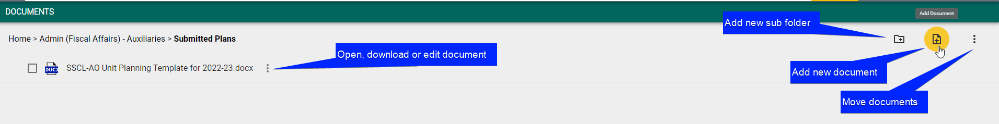 DOCUMENTS
Add Document
Add new sub folder
Home > Admin (Fiscal Affairs) - Auxiliaries > Submitted Plans
Open, download or edit document
DOCX
SSCL-AO Unit Planning Template for 2022-23.docx
Add new document
Move documents